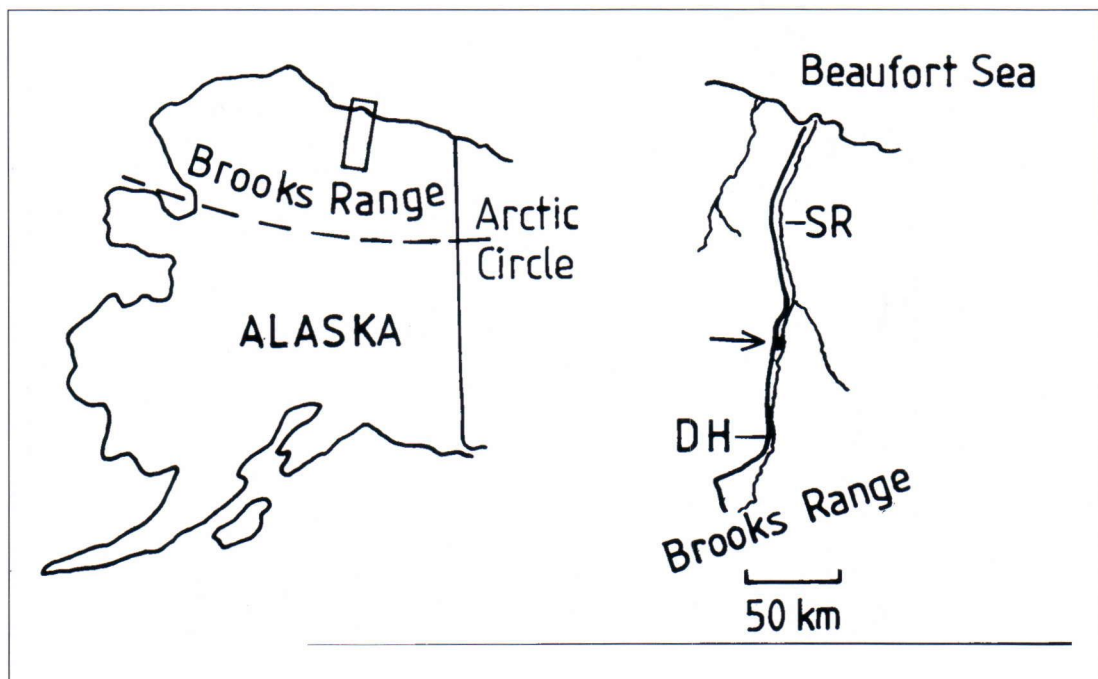 Beaufort Sea
Brooks Range
Arctic
Circle
ALASKA
SR
DH
Brooks Range
50 km